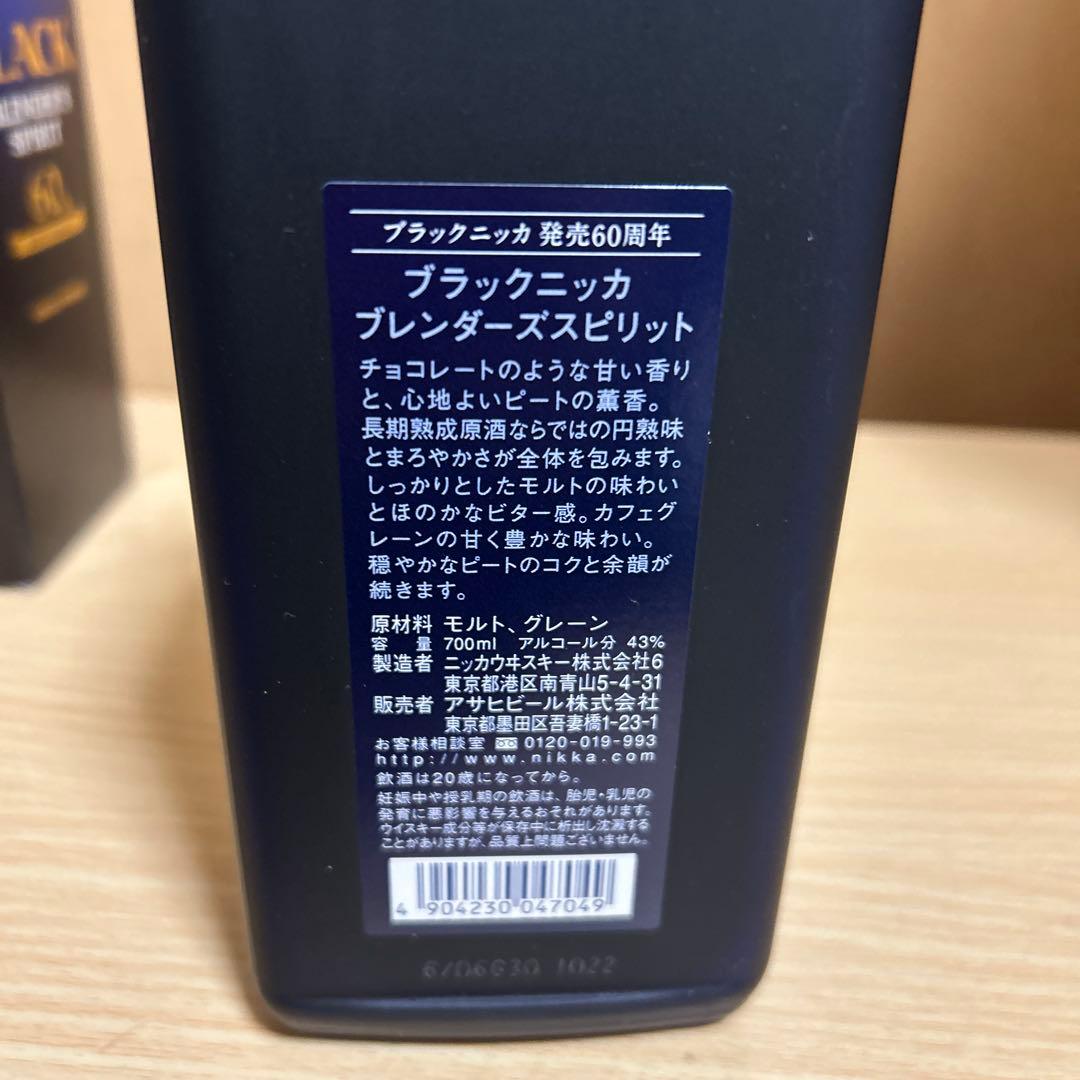 LACK
SPIRIT
60
ブラックニッカ 発売60周年
ブラックニッカ
ブレンダーズスピリット
チョコレートのような甘い香り
と、心地よいピートの薫香。
長期熟成原酒ならではの円熟味
とまろやかさが全体を包みます。
しっかりとしたモルトの味わい
とほのかなビター感。カフェグ
レーンの甘く豊かな味わい。
穏やかなピートのコクと余韻が
続きます。
原材料 モルト、グレーン
容 量 700ml アルコール分 43%
製造者 ニッカウヰスキー株式会社6
東京都港区南青山5-4-31
販売者 アサヒビール株式会社
東京都墨田区吾妻橋1-23-1
お客様相談室 0120-019-993
http://www.nikka.com
飲酒は20歳になってから。
妊娠中や授乳期の飲酒は、胎児・乳児の
発育に悪影響を与えるおそれがあります。
ウイスキー成分等が保存中に析出し沈澱する
ことがありますが、品質上問題ございません。
4 904230 047049
6/06G30 1022